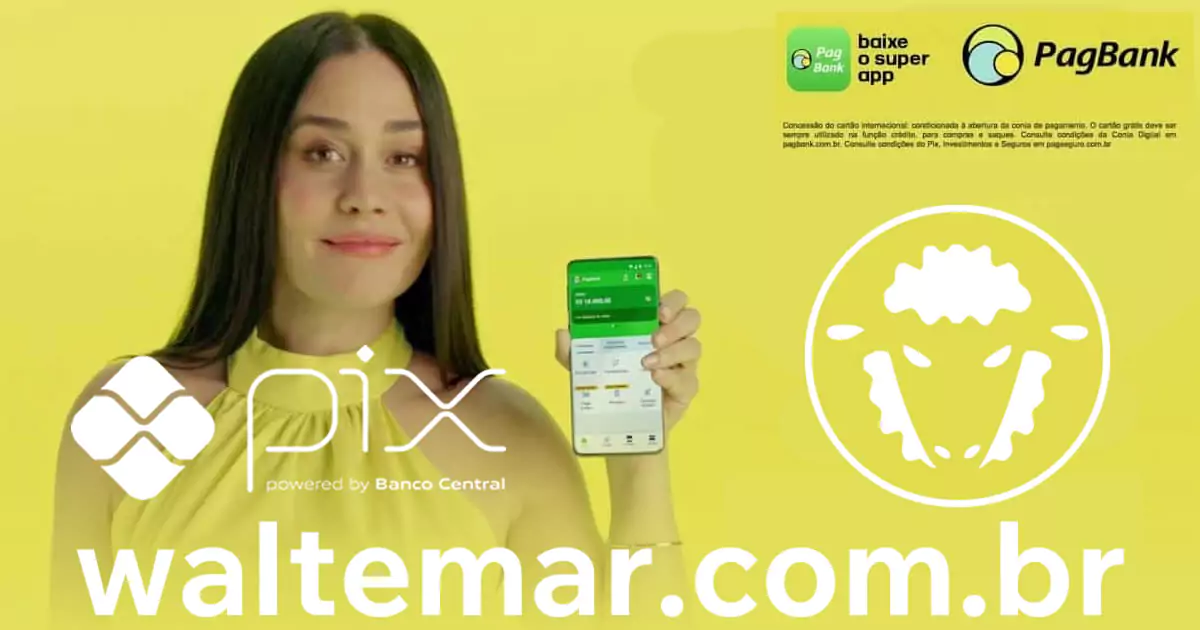 Pag
Bank
baixe
o super
app
PagBank
Concessão do cartão internacional: condicionada à abertura da conta de pagamento. O cartão grátis deve ser
sempre utilizado na função crédito, para compras e saques. Consulte condições da Conta Digital em
pagbank.com.br. Consulte condições do Pix, Investimentos e Seguros em pagseguro.com.br
PagBank
pix
powered by Banco Central
waltemar.com.br